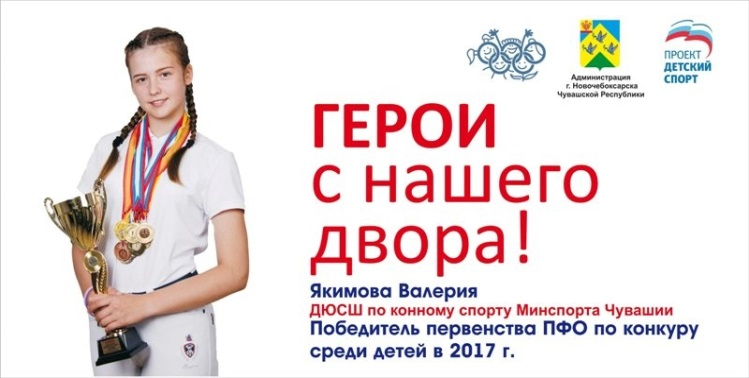 Администрация
г. Новочебоксарска
Чувашской Республики
ПРОЕКТ
ДЕТСКИЙ
СПОРТ
ГЕРОИ
с нашего
двора!
Якимова Валерия
ДЮСШ по конному спорту Минспорта Чувашии
Победитель первенства ПФО по конкуру
среди детей в 2017 г.